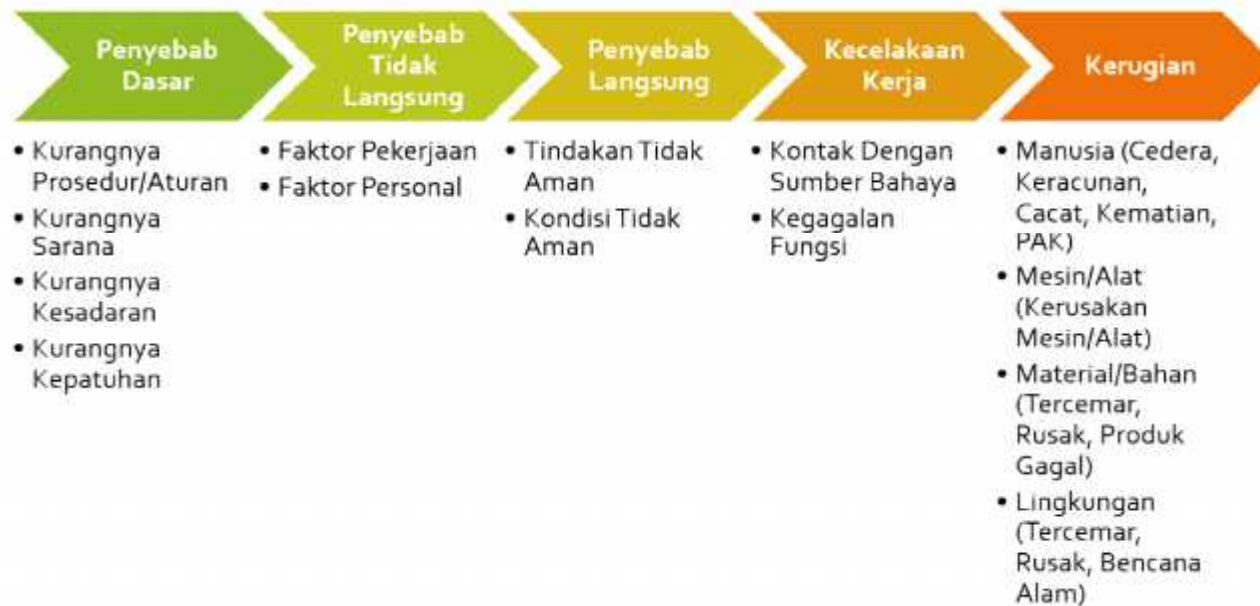 Penyebab
Dasar
• Kurangnya
Prosedur/Aturan
• Kurangnya
Sarana
• Kurangnya
Kesadaran
• Kurangnya
Kepatuhan
Penyebab
Tidak
Langsung
• Faktor Pekerjaan
• Faktor Personal
Penyebab
Langsung
• Tindakan Tidak
Aman
• Kondisi Tidak
Aman
Kecelakaan
Kerja
• Kontak Dengan
Sumber Bahaya
• Kegagalan
Fungsi
Kerugian
• Manusia (Cedera,
Keracunan,
Cacat, Kematian,
PAK)
• Mesin/Alat
(Kerusakan
Mesin/Alat)
• Material/Bahan
(Tercemar,
Rusak, Produk
Gagal)
• Lingkungan
(Tercemar,
Rusak, Bencana
Alam)